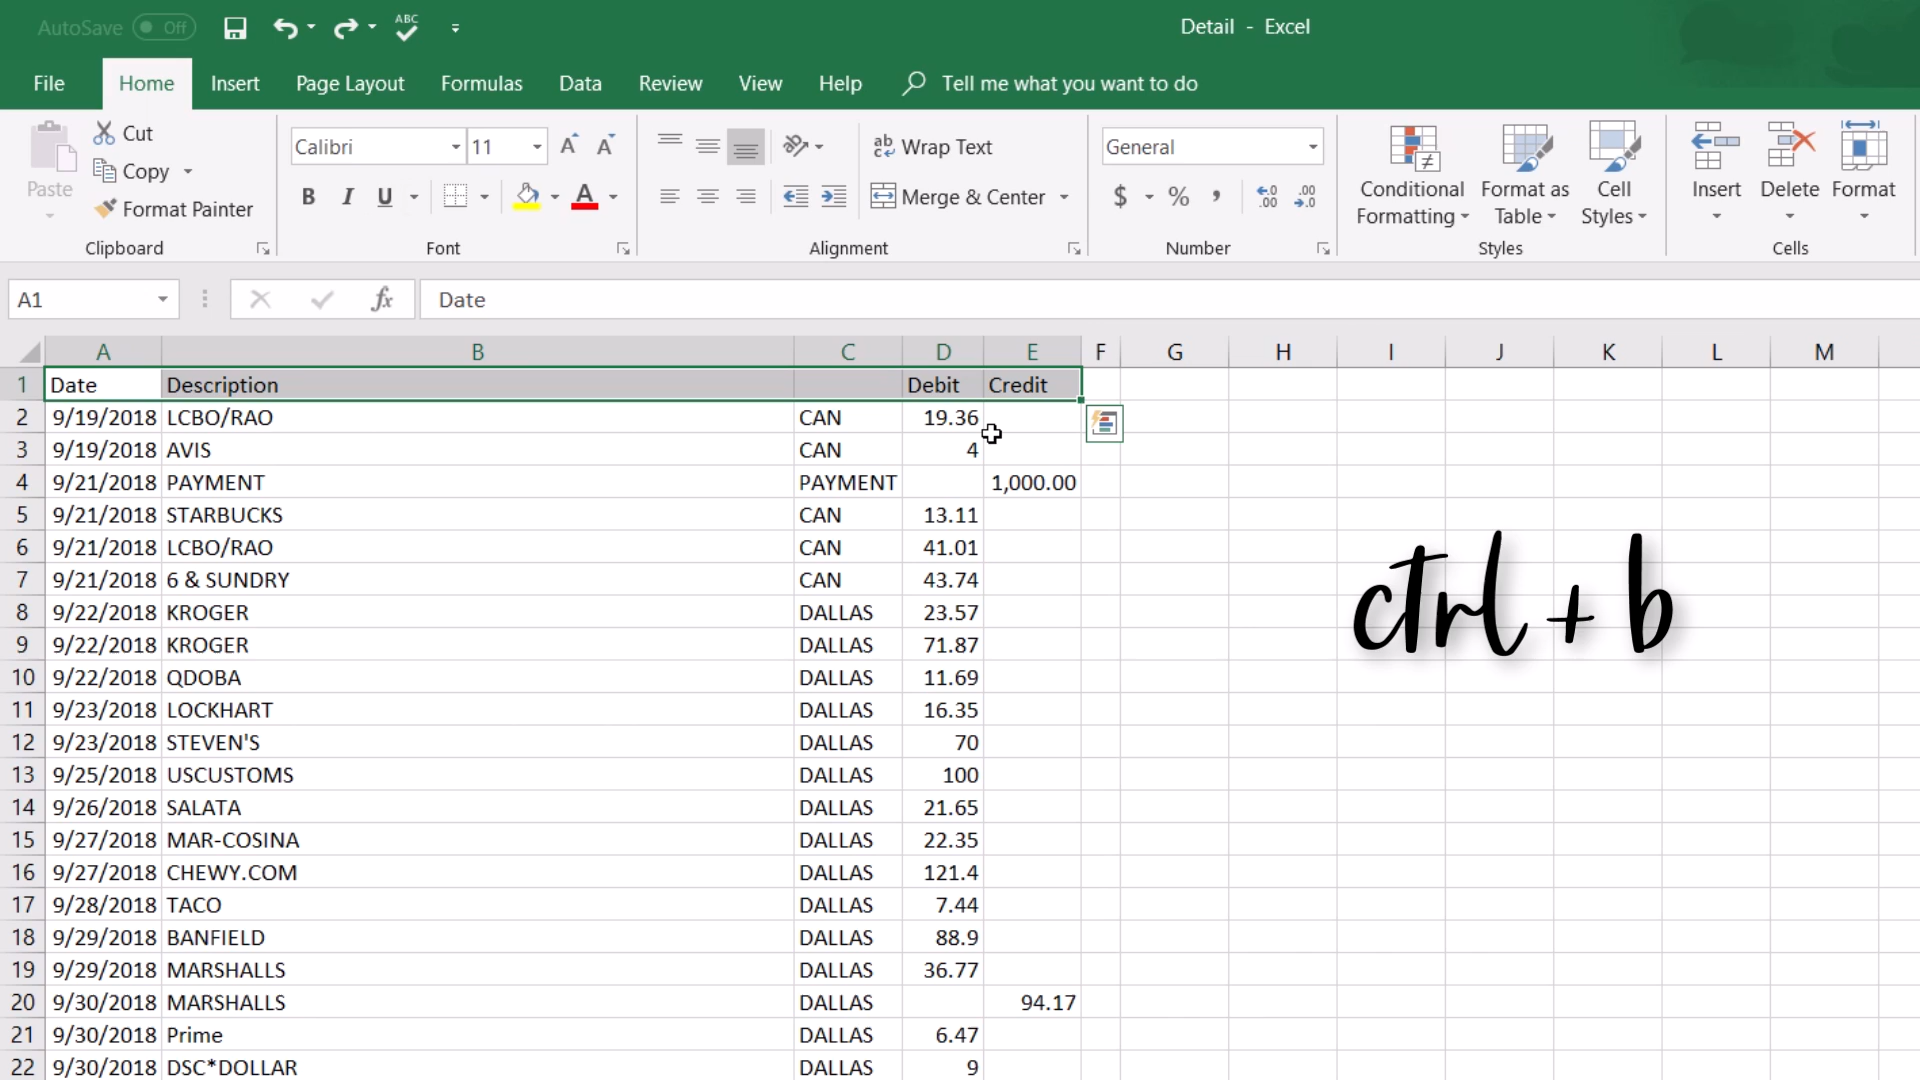 AutoSave Off ABC Detail - Excel
File Home Insert Page Layout Formulas Data Review View Help Tell me what you want to do
Paste Cut Copy Format Painter
Clipboard
Calibri 11 A A
B I U A
Font
ab Wrap Text
Merge & Center
Alignment
General
$ % , .0 .00 .00 .0
Number
Conditional Formatting Format as Table Cell Styles
Styles
Insert Delete Format
Cells
A1 fx Date
A B C D E F G H I J K L M
1 Date Description Debit Credit
2 9/19/2018 LCBO/RAO CAN 19.36
3 9/19/2018 AVIS CAN 4
4 9/21/2018 PAYMENT PAYMENT 1,000.00
5 9/21/2018 STARBUCKS CAN 13.11
6 9/21/2018 LCBO/RAO CAN 41.01
7 9/21/2018 6 & SUNDRY CAN 43.74
ctrl + b
8 9/22/2018 KROGER DALLAS 23.57
9 9/22/2018 KROGER DALLAS 71.87
10 9/22/2018 QDOBA DALLAS 11.69
11 9/23/2018 LOCKHART DALLAS 16.35
12 9/23/2018 STEVEN'S DALLAS 70
13 9/25/2018 USCUSTOMS DALLAS 100
14 9/26/2018 SALATA DALLAS 21.65
15 9/27/2018 MAR-COSINA DALLAS 22.35
16 9/27/2018 CHEWY.COM DALLAS 121.4
17 9/28/2018 TACO DALLAS 7.44
18 9/29/2018 BANFIELD DALLAS 88.9
19 9/29/2018 MARSHALLS DALLAS 36.77
20 9/30/2018 MARSHALLS DALLAS 94.17
21 9/30/2018 Prime DALLAS 6.47
22 9/30/2018 DSC*DOLLAR DALLAS 9